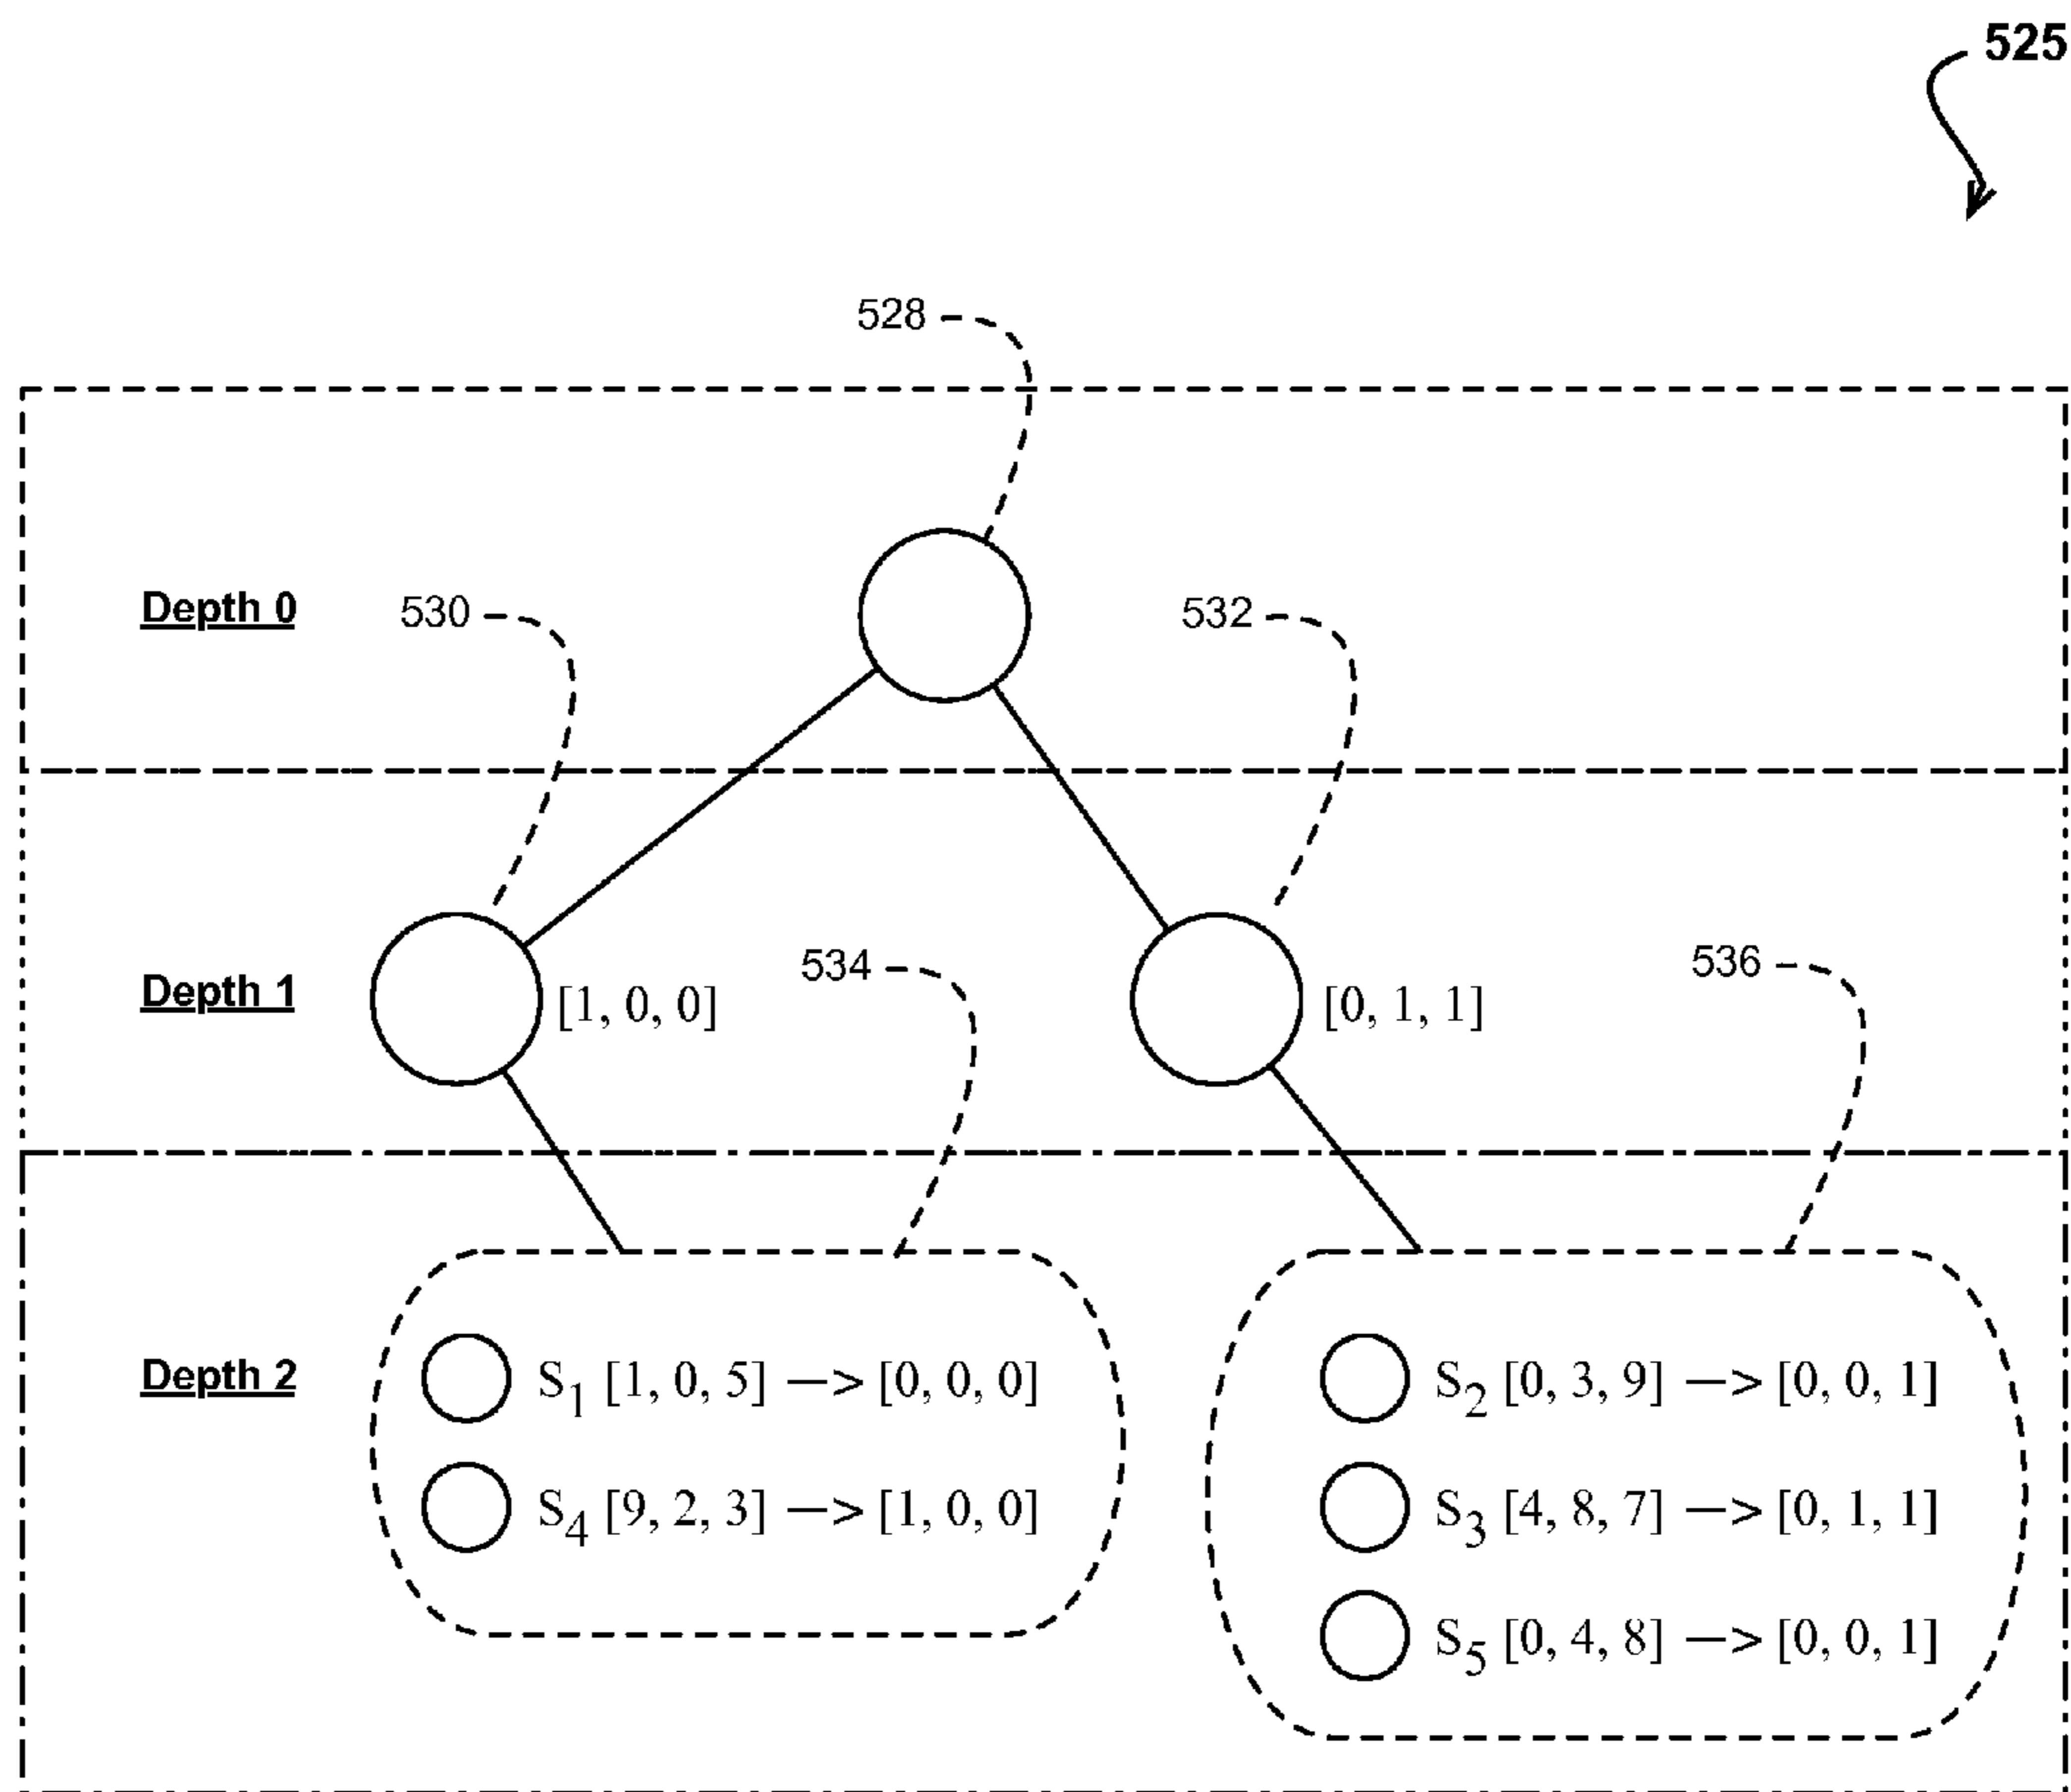 525
528
Depth 0
530
532
Depth 1
[1, 0, 0]
534
[0, 1, 1]
536
Depth 2
S1 [1, 0, 5] —> [0, 0, 0]
S4 [9, 2, 3] —> [1, 0, 0]
S2 [0, 3, 9] —> [0, 0, 1]
S3 [4, 8, 7] —> [0, 1, 1]
S5 [0, 4, 8] —> [0, 0, 1]